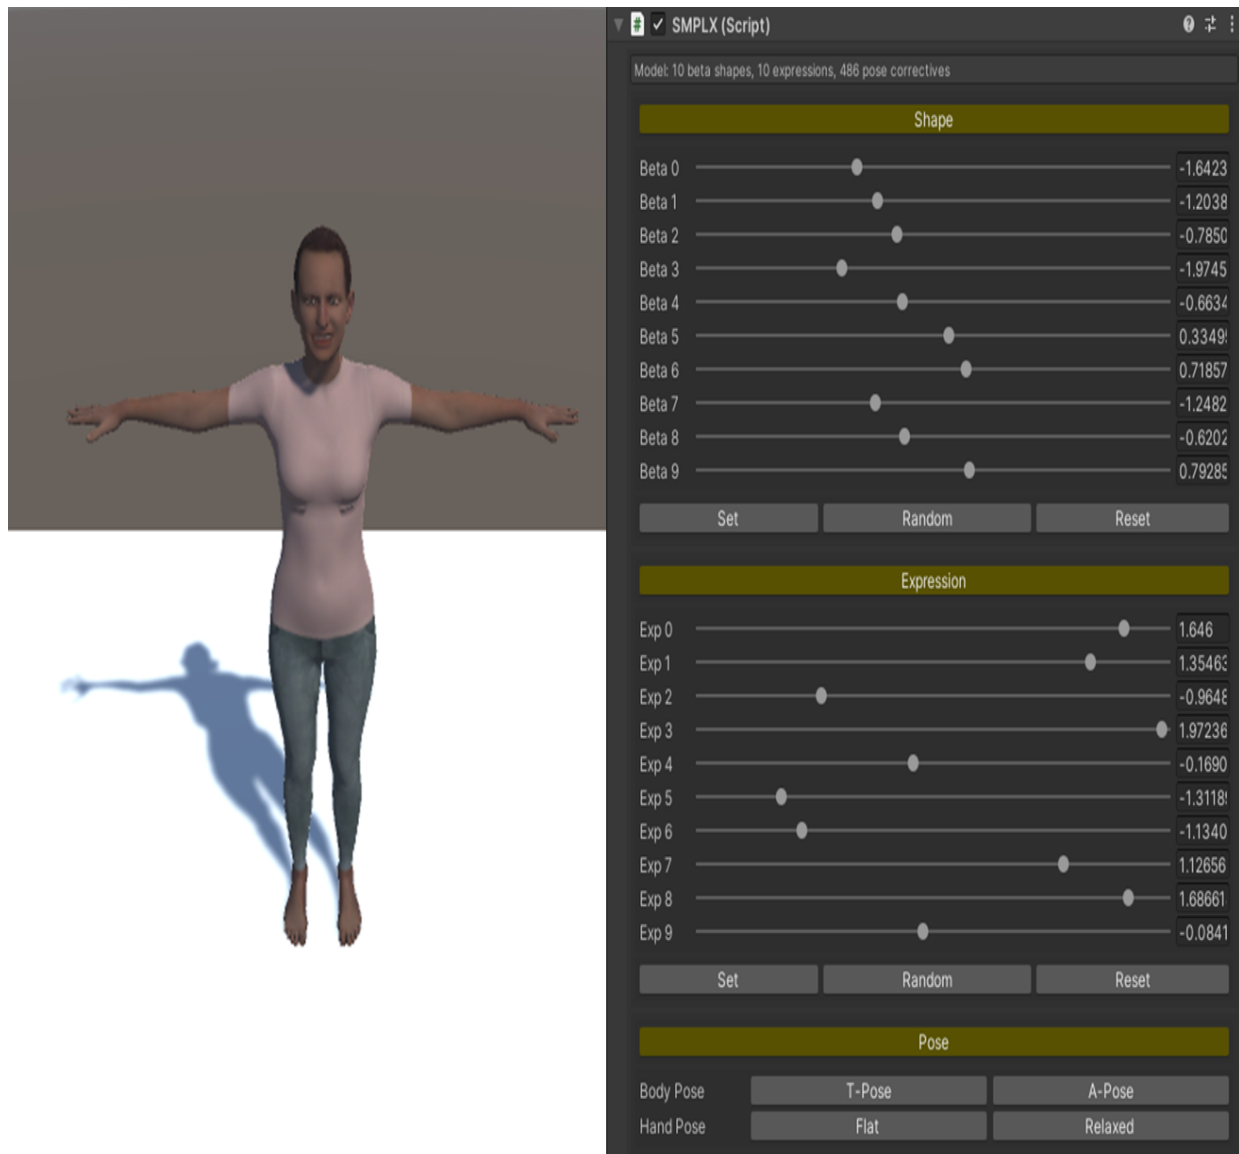 SMPLX (Script)
Model: 10 beta shapes, 10 expressions, 486 pose correctives
Shape
Beta 0 -1.6423
Beta 1 -1.2038
Beta 2 -0.7850
Beta 3 -1.9745
Beta 4 -0.6634
Beta 5 0.3349
Beta 6 0.71857
Beta 7 -1.2482
Beta 8 -0.6202
Beta 9 0.79285
Set Random Reset
Expression
Exp 0 1.646
Exp 1 1.35463
Exp 2 -0.9648
Exp 3 1.97236
Exp 4 -0.1690
Exp 5 -1.3118
Exp 6 -1.1340
Exp 7 1.12656
Exp 8 1.68661
Exp 9 -0.0841
Set Random Reset
Pose
Body Pose T-Pose A-Pose
Hand Pose Flat Relaxed